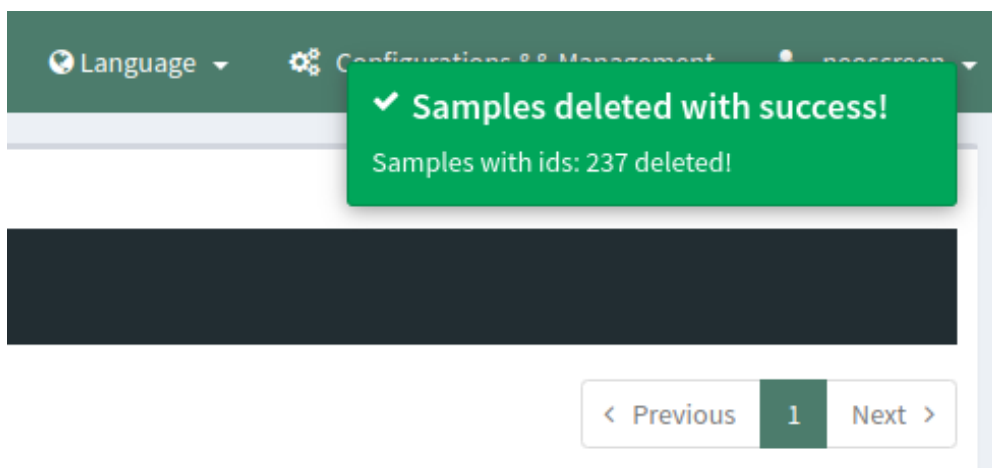 Language
Samples deleted with success!
Samples with ids: 237 deleted!
Previous 1 Next